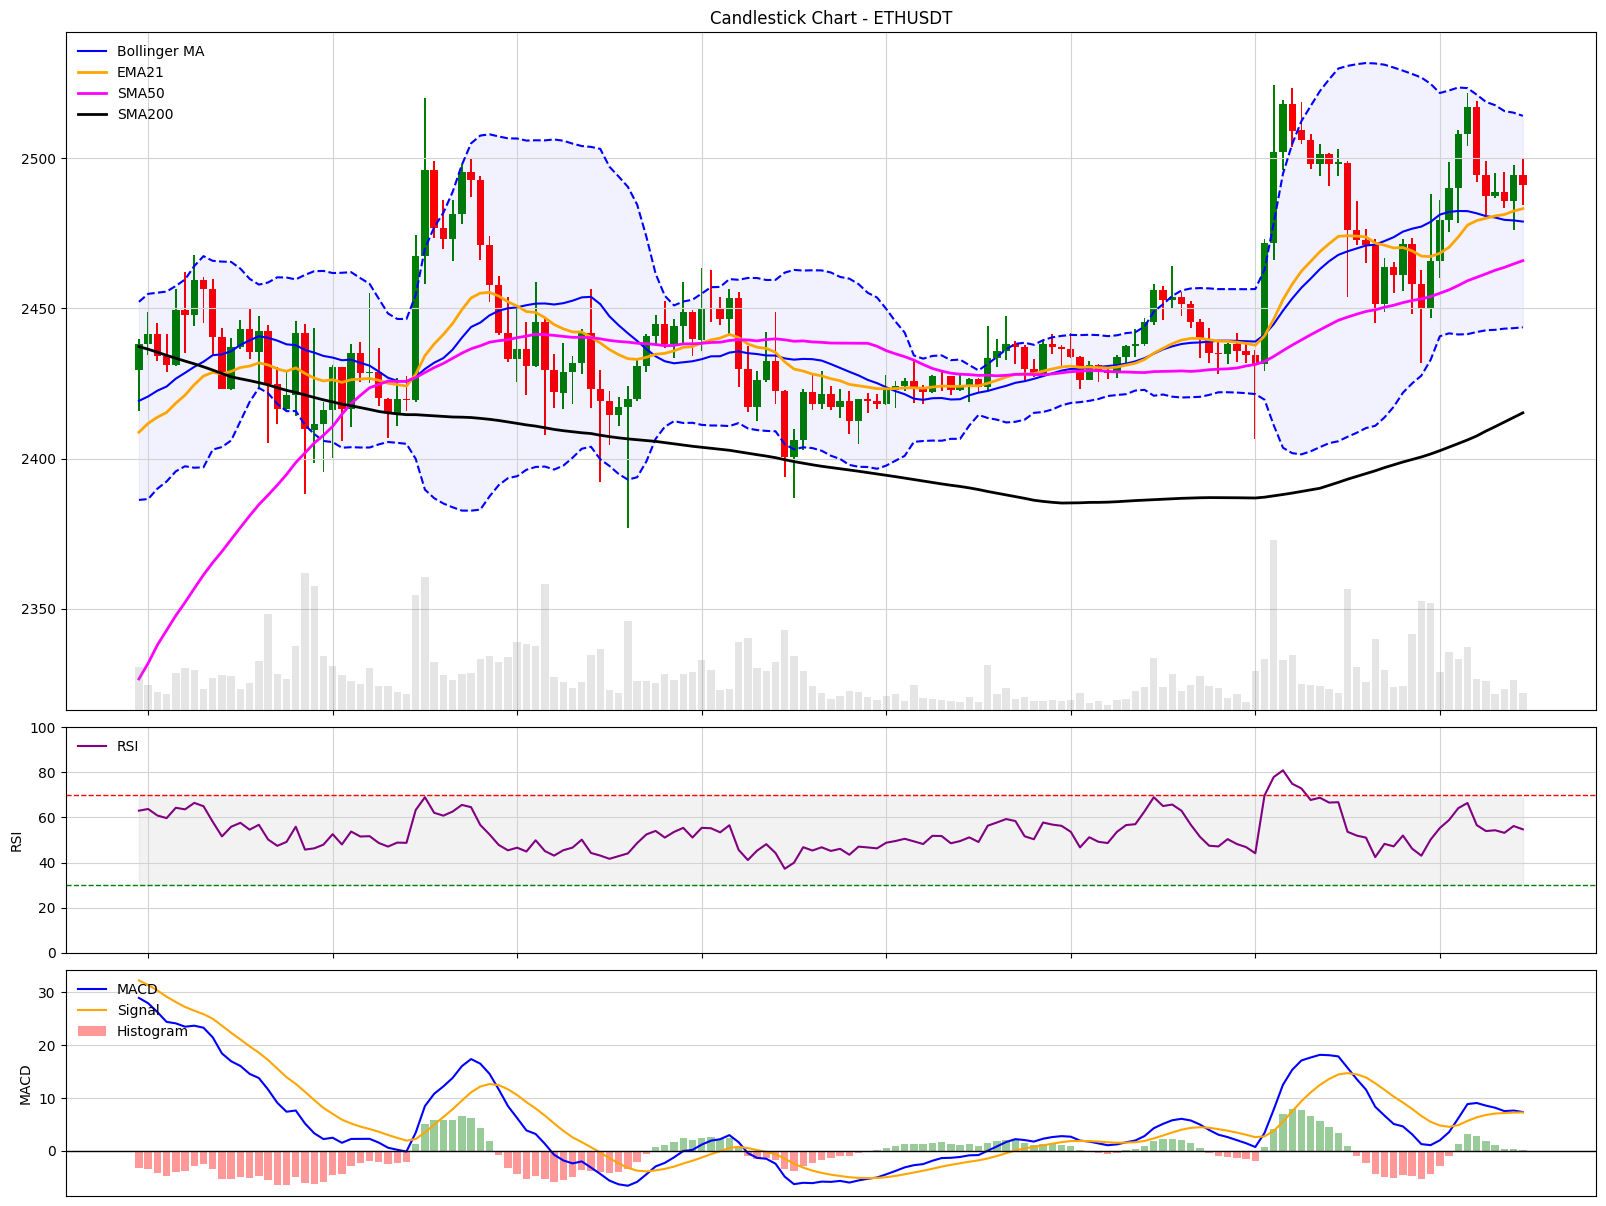 Candlestick Chart - ETHUSDT
Bollinger MA
EMA21
SMA50
SMA200
2500
2450
2400
2350
100
80
60
40
20
0
RSI
RSI
30
20
10
0
MACD
MACD
Signal
Histogram